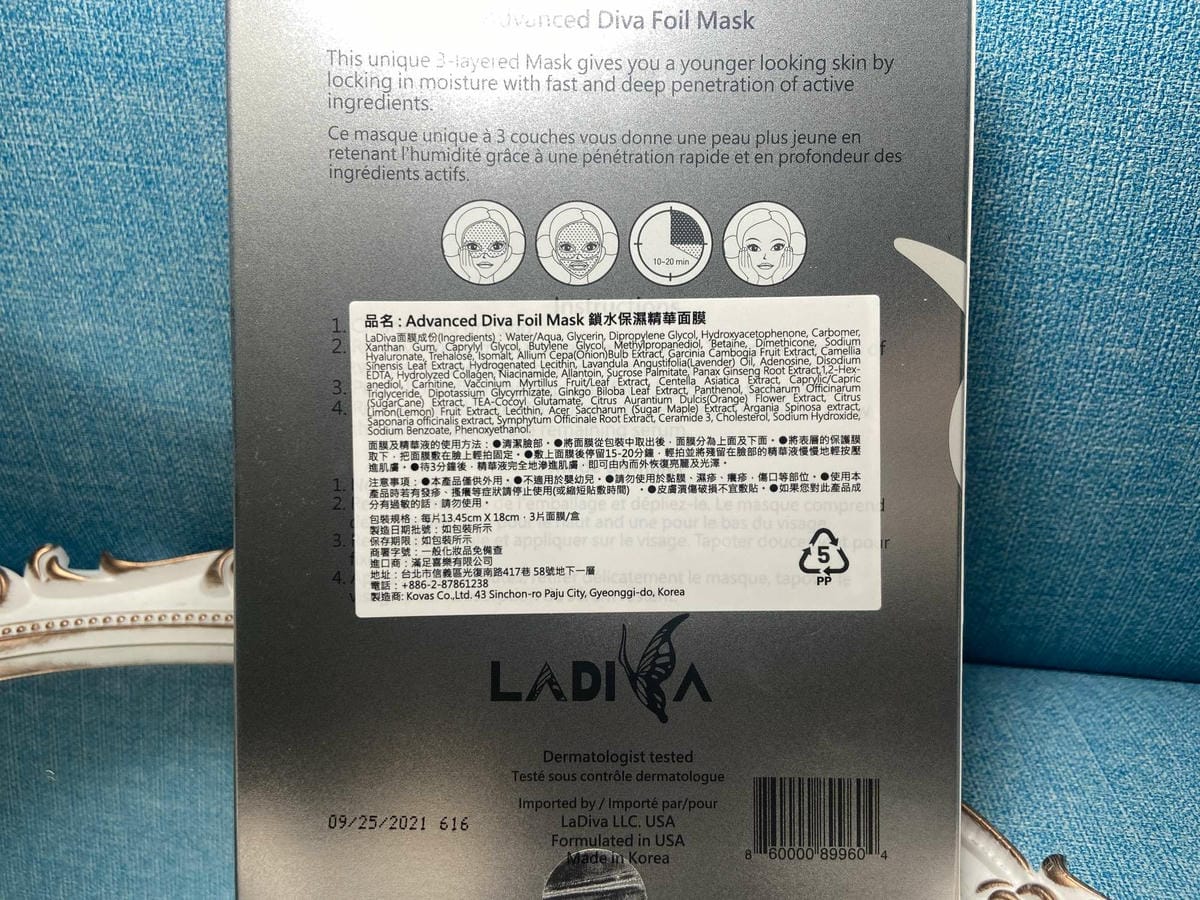 Advanced Diva Foil Mask
This unique 3-layered Mask gives you a younger looking skin by
locking in moisture with fast and deep penetration of active
ingredients.
Ce masque unique à 3 couches vous donne une peau plus jeune en
retenant l'humidité grâce à une pénétration rapide et en profondeur des
ingrédients actifs.
10-20 min
Instructions
1.
2.
3.
4.
品名 : Advanced Diva Foil Mask 鎖水保濕精華面膜
LaDiva面膜成份(Ingredients) : Water/Aqua, Glycerin, Dipropylene Glycol, Hydroxyacetophenone, Carbomer,
Xanthan Gum, Caprylyl Glycol, Butylene Glycol, Methylpropanediol, Betaine, Dimethicone, Sodium
Hyaluronate, Trehalose, Isomalt, Allium Cepa(Onion)Bulb Extract, Garcinia Cambogia Fruit Extract, Camellia
Sinensis Leaf Extract, Hydrogenated Lecithin, Lavandula Angustifolia(Lavender) Oil, Adenosine, Disodium
EDTA, Hydrolyzed Collagen, Niacinamide, Allantoin, Sucrose Palmitate, Panax Ginseng Root Extract,1,2-Hex-
anediol, Carnitine, Vaccinium Myrtillus Fruit/Leaf Extract, Centella Asiatica Extract, Caprylic/Capric
Triglyceride, Dipotassium Glycyrrhizate, Ginkgo Biloba Leaf Extract, Panthenol, Saccharum Officinarum
(SugarCane) Extract, TEA-Cocoyl Glutamate, Citrus Aurantium Dulcis(Orange) Flower Extract, Citrus
Limon(Lemon) Fruit Extract, Lecithin, Acer Saccharum (Sugar Maple) Extract, Argania Spinosa extract,
Saponaria officinalis extract, Symphytum Officinale Root Extract, Ceramide 3, Cholesterol, Sodium Hydroxide,
Sodium Benzoate, Phenoxyethanol.
面膜及精華液的使用方法：●清潔臉部。●將面膜從包裝中取出後，面膜分為上面及下面。●將表層的保護膜
取下，把面膜敷在臉上輕拍固定。●敷上面膜後停留15-20分鐘，輕拍並將殘留在臉部的精華液慢慢地輕按壓
進肌膚。●待3分鐘後，精華液完全地滲進肌膚，即可由內而外恢復亮麗及光澤。
注意事項：●本產品僅供外用。●不適用於嬰幼兒。●請勿使用於黏膜、濕疹、癢疹，傷口等部位。●使用本
產品時若有發疹、搔癢等症狀請停止使用(或縮短貼敷時間) 。●皮膚潰傷破損不宜敷貼。●如果您對此產品成
分有過敏的話，請勿使用。
包裝規格：每片13.45cm X 18cm，3片面膜/盒
製造日期批號：如包裝所示
保存期限：如包裝所示
商署字號：一般化妝品免備查
進口商：滿足喜樂有限公司
地址：台北市信義區光復南路417巷 58號地下一層
電話：+886-2-87861238
製造商: Kovas Co.,Ltd. 43 Sinchon-ro Paju City, Gyeonggi-do, Korea
5
PP
1.
2.
3.
4.
LADIVA
Dermatologist tested
Testé sous contrôle dermatologue
Imported by / Importé par/pour
LaDiva LLC. USA
Formulated in USA
Made in Korea
09/25/2021 616
8 60000 89960 4